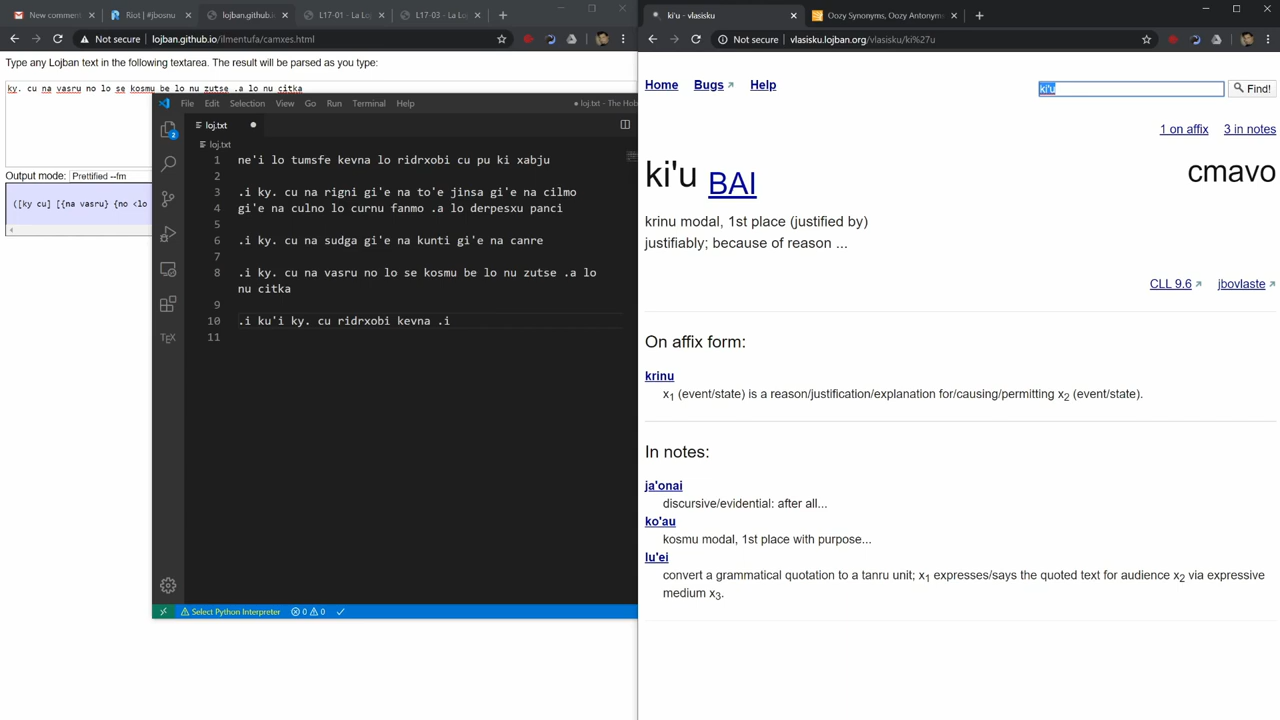 New comment
Riot | #jbosnu
lojban.github.
L17-01 - La Lo
L17-03 - La L
Not secure
lojban.github.io/ilmentufa/camxes.html
Type any Lojban text in the following textarea. The result will be parsed as you type:
ky. cu na vasru no lo se kosmu be lo nu zutse .a lo nu citka
Output mode:
Prettified --fm
([ky cu] [{na vasru} {no <lo
File Edit Selection View Go Run Terminal Help
loj.txt - The Hob
loj.txt
loj.txt
1 ne'i lo tumsfe kevna lo ridrxobi cu pu ki xabju
2
3 .i ky. cu na rigni gi'e na to'e jinsa gi'e na cilmo
4 gi'e na culno lo curnu fanmo .a lo derpesxu panci
5
6 .i ky. cu na sudga gi'e na kunti gi'e na canre
7
8 .i ky. cu na vasru no lo se kosmu be lo nu zutse .a lo
nu citka
9
10 .i ku'i ky. cu ridrxobi kevna .i
11
2
TEX
Select Python Interpreter
0 0
ki'u - vlasisku
Oozy Synonyms, Oozy Antonyms
Not secure
vlasisku.lojban.org/vlasisku/ki%27u
Home Bugs Help
ki'u
Find!
1 on affix 3 in notes
ki'u BAI
cmavo
krinu modal, 1st place (justified by)
justifiably; because of reason ...
CLL 9.6 jbovlaste
On affix form:
krinu
x1 (event/state) is a reason/justification/explanation for/causing/permitting x2 (event/state).
In notes:
ja'onai
discursive/evidential: after all...
ko'au
kosmu modal, 1st place with purpose...
lu'ei
convert a grammatical quotation to a tanru unit; x1 expresses/says the quoted text for audience x2 via expressive
medium x3.